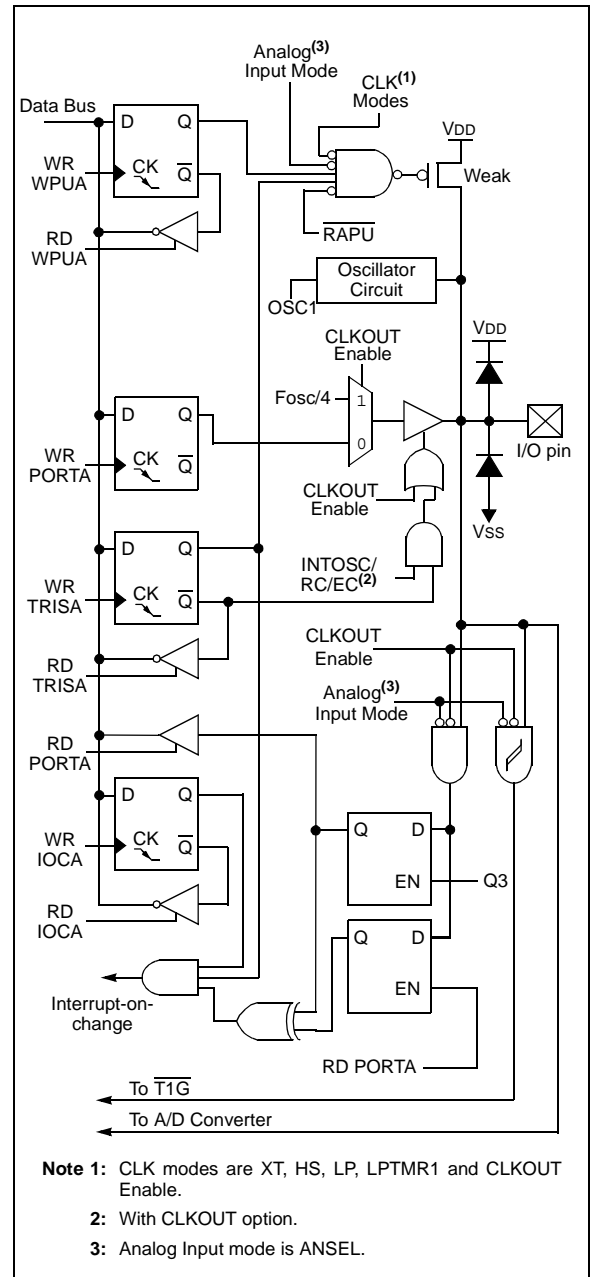 Analog(3)
Input Mode
CLK(1)
Modes
Data Bus
VDD
D Q
WR
WPUA
CK Q
Weak
RD
WPUA
RAPU
Oscillator
Circuit
OSC1
CLKOUT
Enable
VDD
Fosc/4
1
D Q
0
WR
PORTA
CK Q
I/O pin
CLKOUT
Enable
VSS
D Q
INTOSC/
RC/EC(2)
WR
TRISA
CK Q
CLKOUT
Enable
RD
TRISA
Analog(3)
Input Mode
RD
PORTA
D Q
WR
IOCA
CK Q
Q D
EN
Q3
RD
IOCA
Q D
EN
Interrupt-on-
change
RD PORTA
To T1G
To A/D Converter
Note 1: CLK modes are XT, HS, LP, LPTMR1 and CLKOUT
Enable.
2: With CLKOUT option.
3: Analog Input mode is ANSEL.